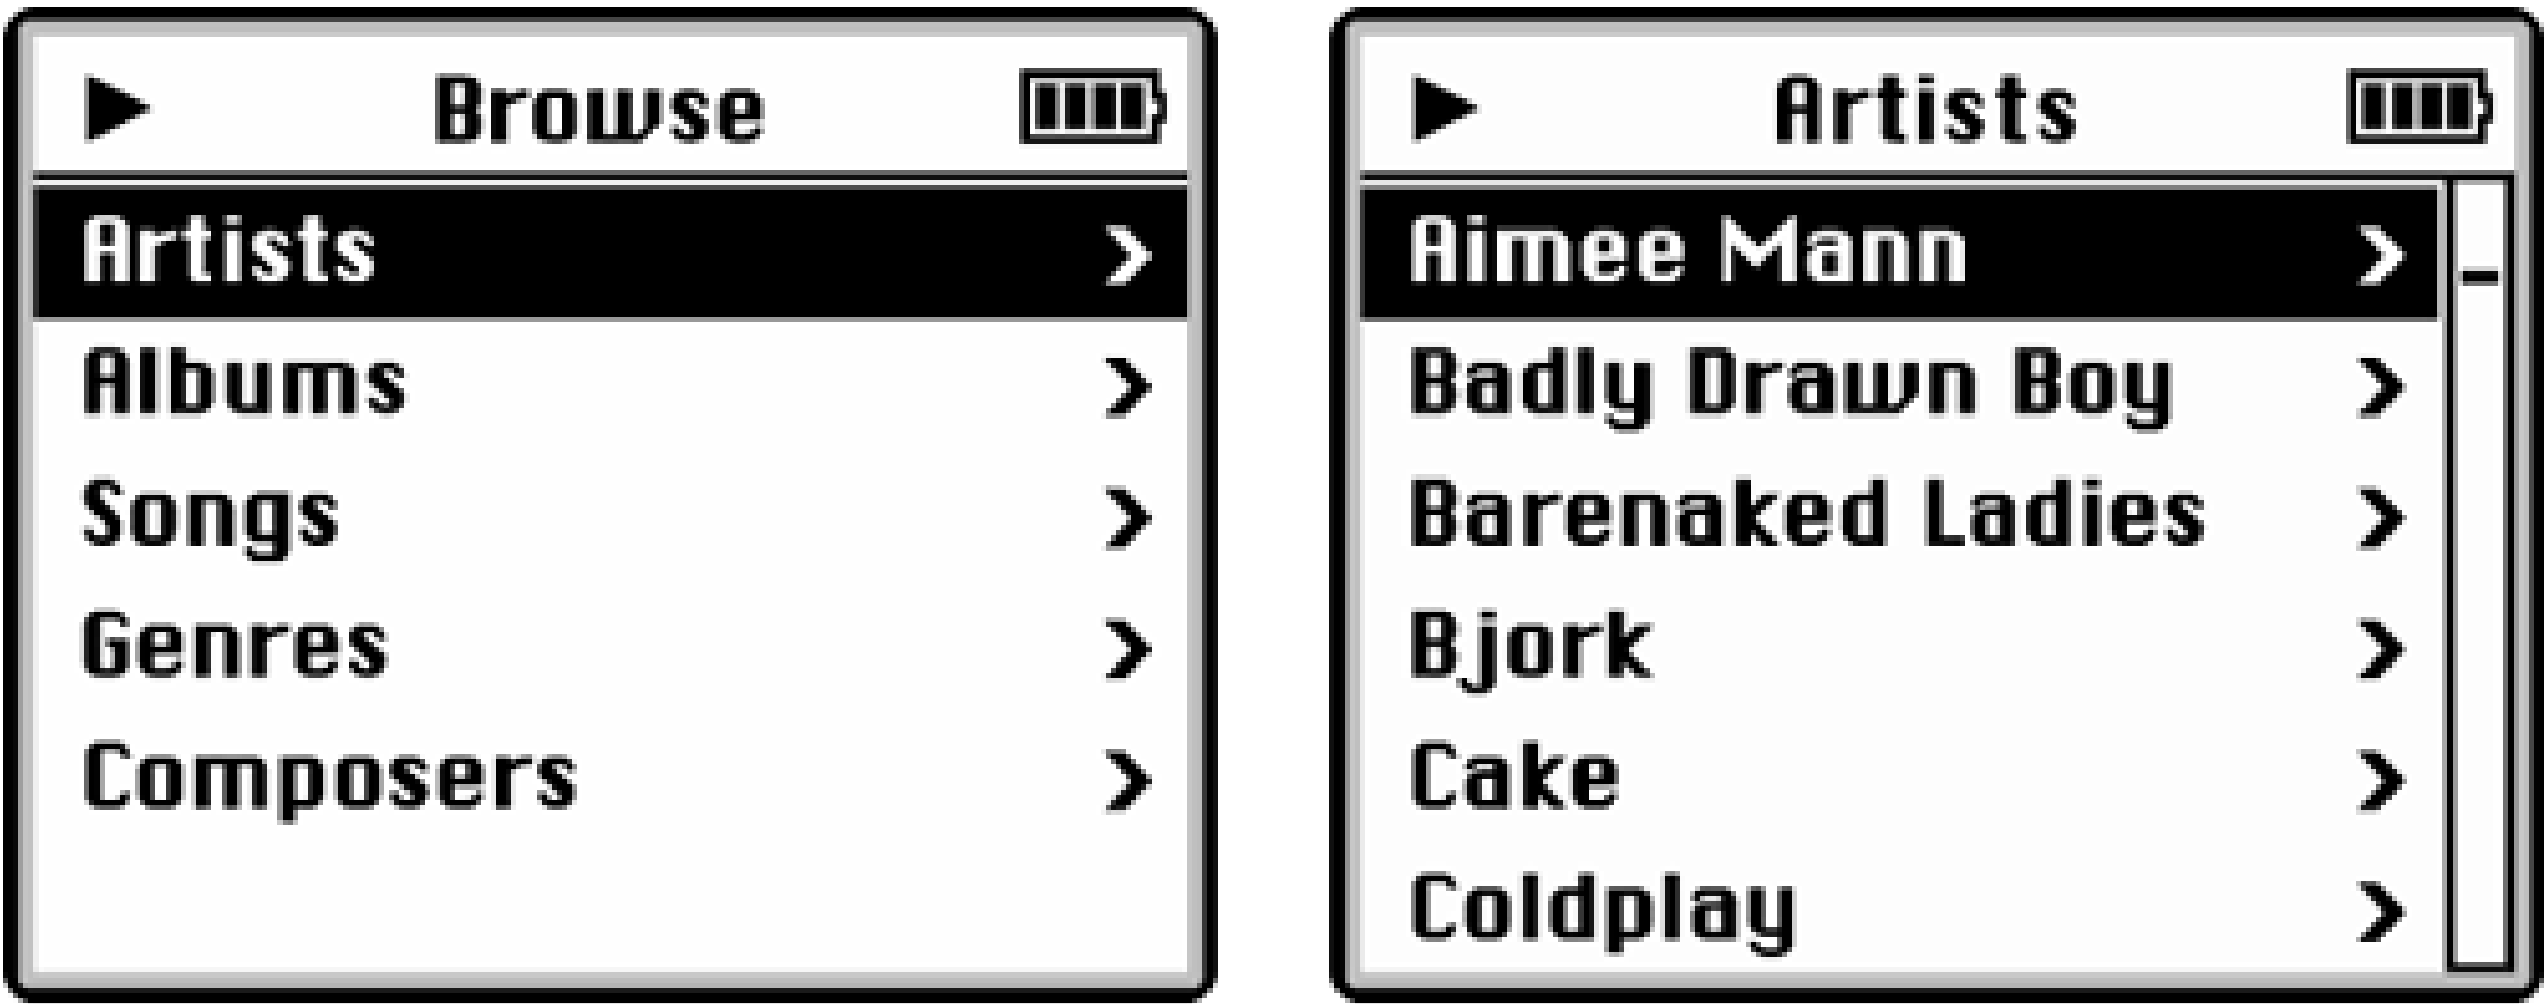 Browse
Artists
Albums
Songs
Genres
Composers
Artists
Aimee Mann
Badly Drawn Boy
Barenaked Ladies
Bjork
Cake
Coldplay